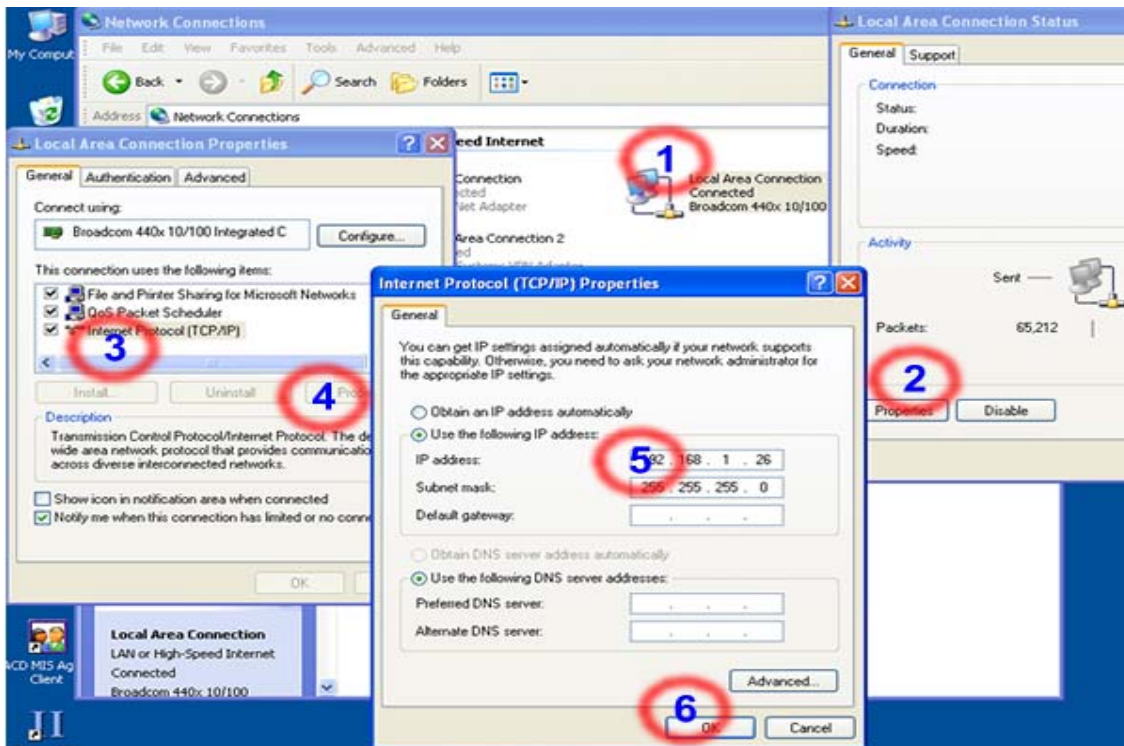 Network Connections
File Edit View Favorites Tools Advanced Help
Back Search Folders
Address Network Connections
My Comput
Local Area Connection Status
General Support
Connection
Status:
Duration:
Speed:
Activity
Sent
Packets: 65,212
2
Properties Disable
eed Internet
1
Connection
Local Area Connection
Connected
Broadcom 440x 10/100
Net Adapter
Area Connection 2
Local Area Connection Properties
General Authentication Advanced
Connect using:
Broadcom 440x 10/100 Integrated C Configure...
This connection uses the following items:
File and Printer Sharing for Microsoft Networks
QoS Packet Scheduler
Internet Protocol (TCP/IP)
3
Install... Uninstall
4
Description
Transmission Control Protocol/Internet Protocol. The de
wide area network protocol that provides communicatio
across diverse interconnected networks.
Show icon in notification area when connected
Notify me when this connection has limited or no conne
OK
Internet Protocol (TCP/IP) Properties
General
You can get IP settings assigned automatically if your network supports
this capability. Otherwise, you need to ask your network administrator for
the appropriate IP settings.
Obtain an IP address automatically
Use the following IP address:
5
IP address: 92 . 168 . 1 . 26
Subnet mask: 255 . 255 . 255 . 0
Default gateway: . . .
Obtain DNS server address automatically
Use the following DNS server addresses:
Preferred DNS server: . . .
Alternate DNS server: . . .
Advanced...
6
OK Cancel
ACD MIS Ag
Client
Local Area Connection
LAN or High-Speed Internet
Connected
Broadcom 440x 10/100